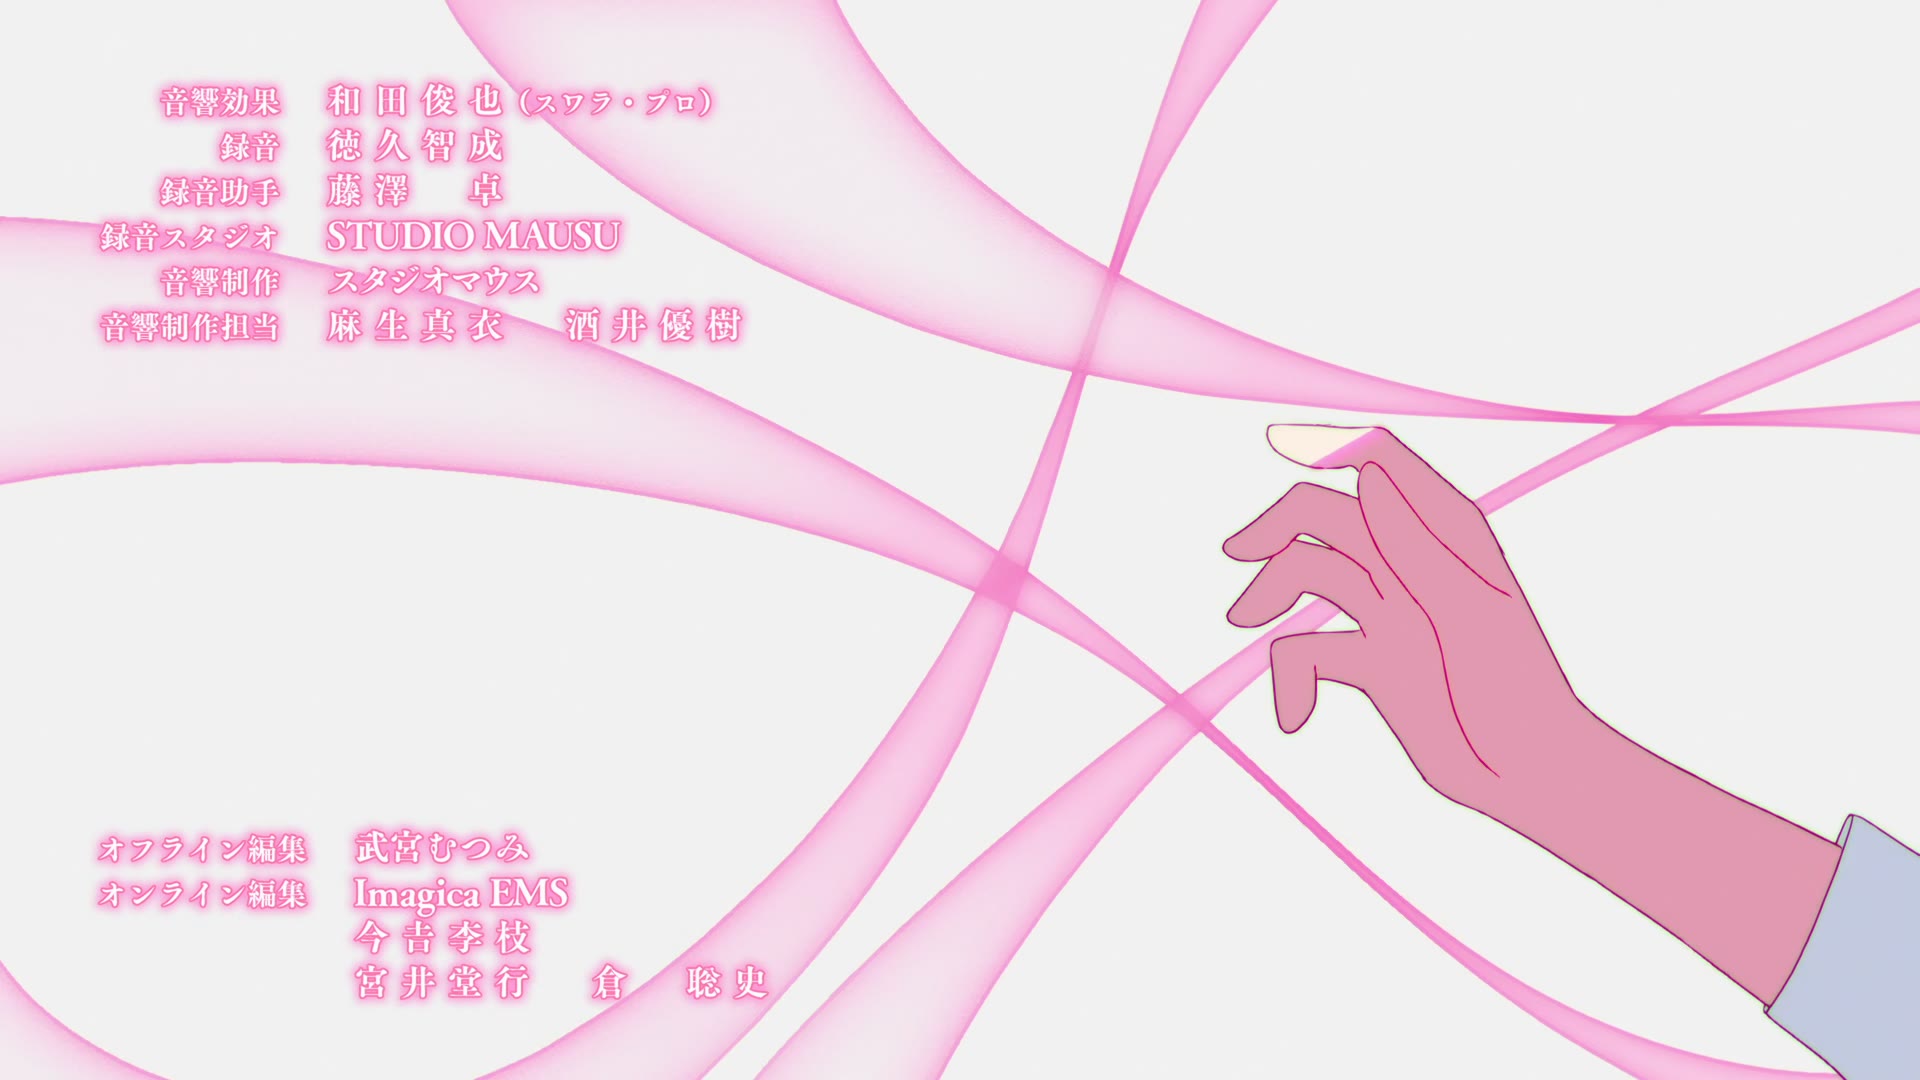 音響効果 和田俊也(スワラ・プロ)
録音 徳久智成
録音助手 藤澤 卓
録音スタジオ STUDIO MAUSU
音響制作 スタジオマウス
音響制作担当 麻生真衣 酒井優樹
オフライン編集 武宮むつみ
オンライン編集 Imagica EMS
今𠮷李枝
宮井堂行 倉 聡史